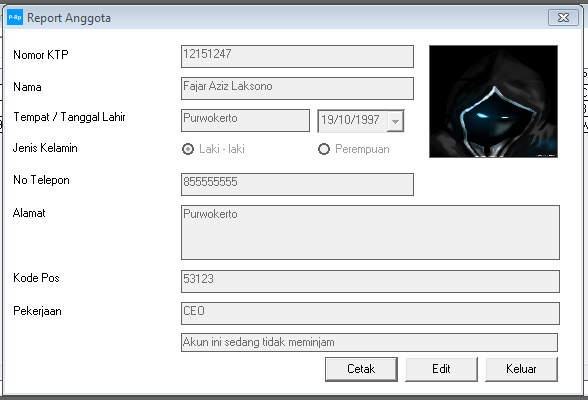 P-Rp Report Anggota
Nomor KTP 12151247
Nama Fajar Aziz Laksono
Tempat / Tanggal Lahir Purwokerto 19/10/1997
Jenis Kelamin Laki - laki Perempuan
No Telepon 855555555
Alamat Purwokerto
Kode Pos 53123
Pekerjaan CEO
Akun ini sedang tidak meminjam
Cetak Edit Keluar